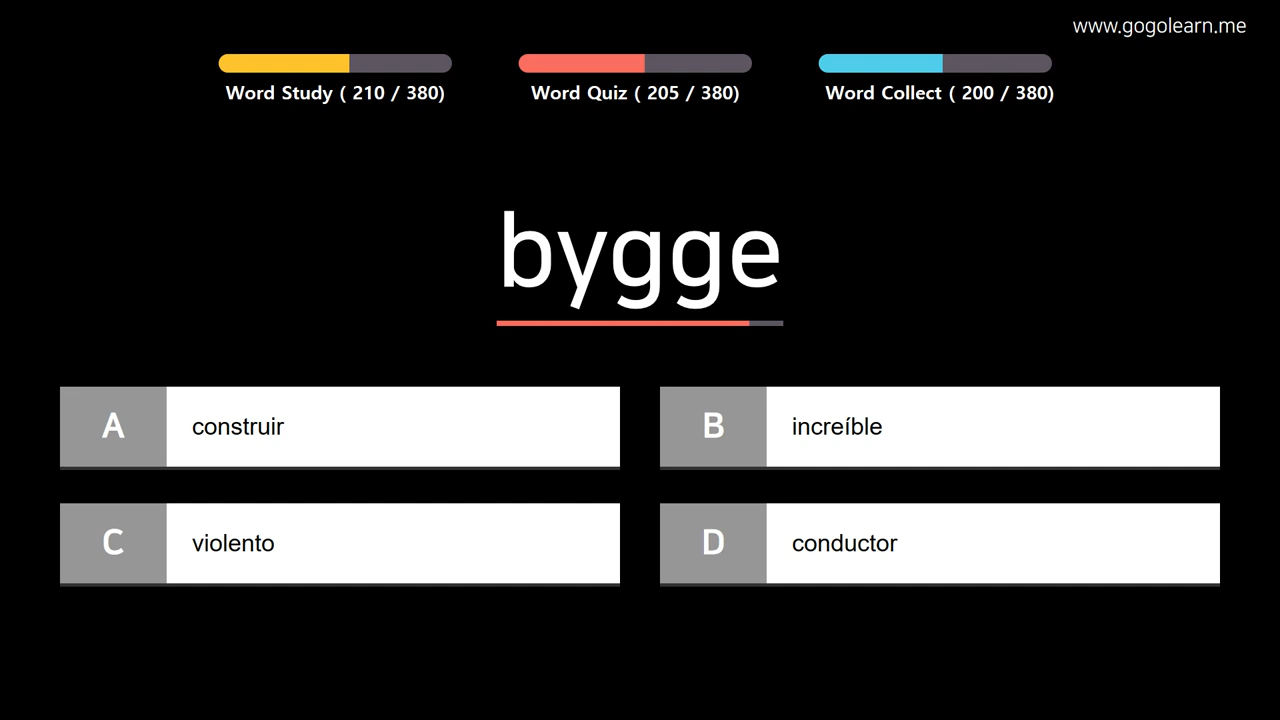 www.gogolearn.me
Word Study ( 210 / 380)
Word Quiz ( 205 / 380)
Word Collect ( 200 / 380)
bygge
A construir
B increíble
C violento
D conductor